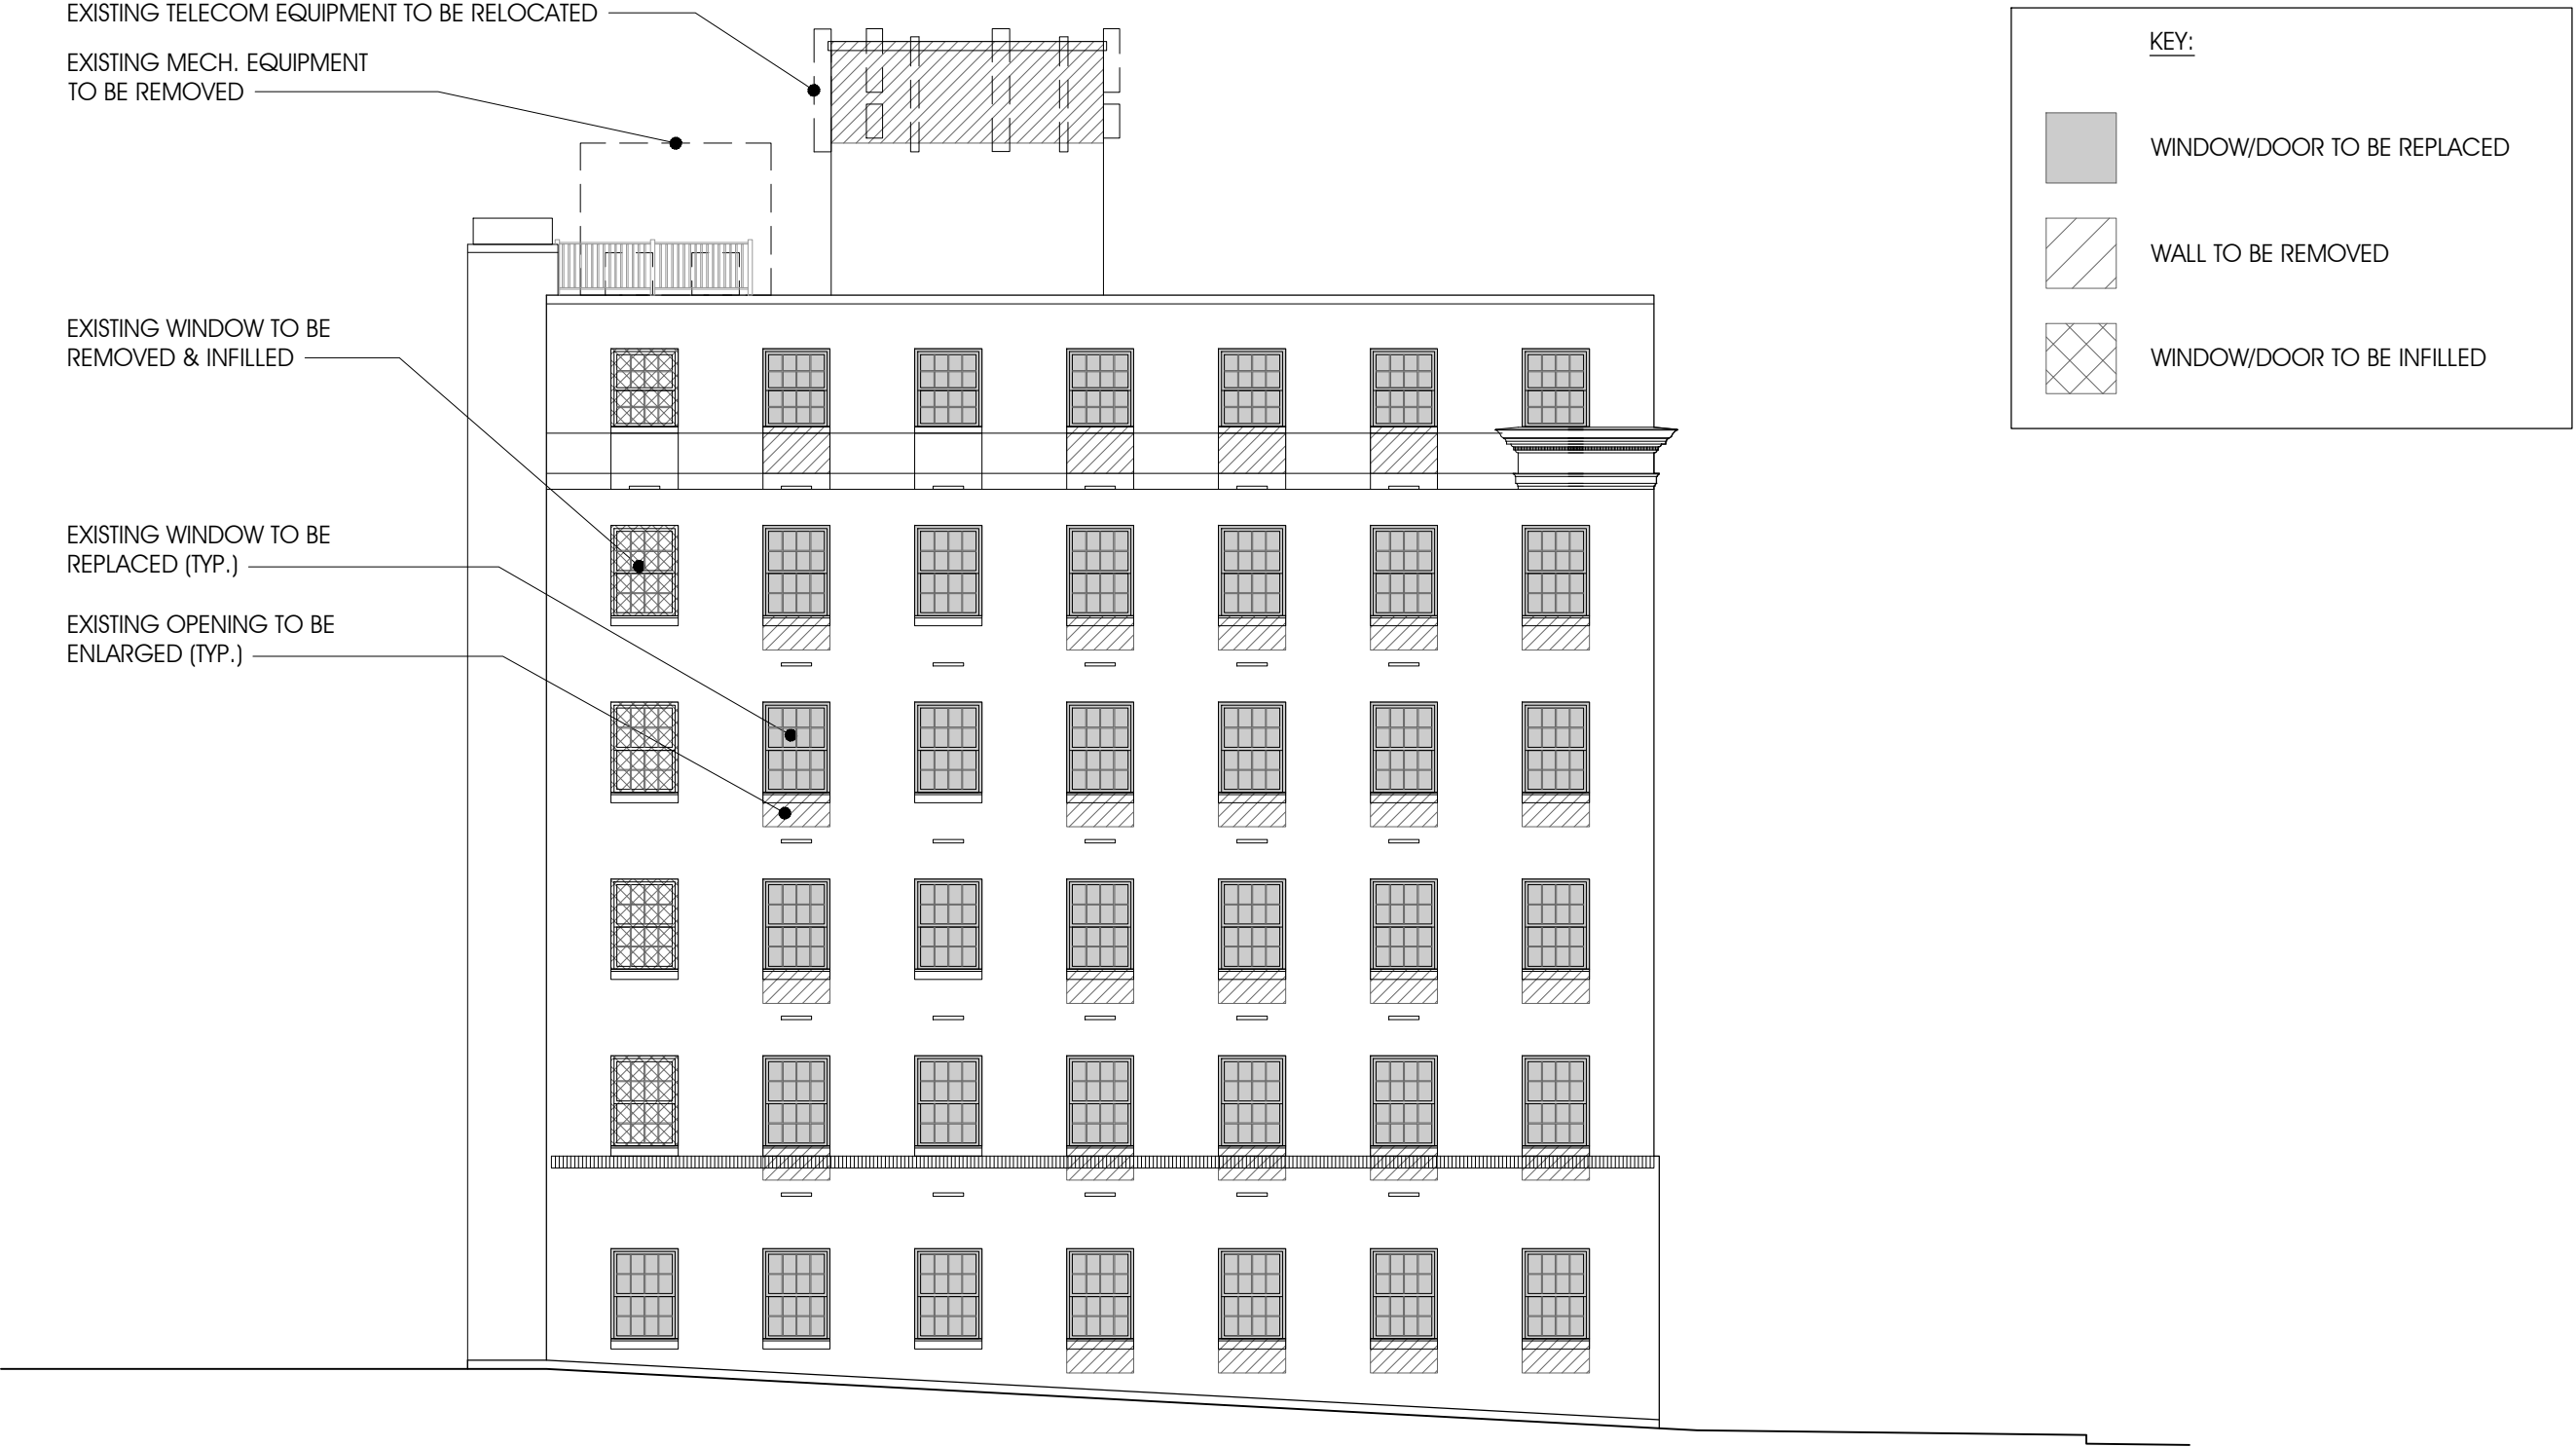 EXISTING TELECOM EQUIPMENT TO BE RELOCATED
EXISTING MECH. EQUIPMENT
TO BE REMOVED
EXISTING WINDOW TO BE
REMOVED & INFILLED
EXISTING WINDOW TO BE
REPLACED (TYP.)
EXISTING OPENING TO BE
ENLARGED (TYP.)
KEY:
WINDOW/DOOR TO BE REPLACED
WALL TO BE REMOVED
WINDOW/DOOR TO BE INFILLED